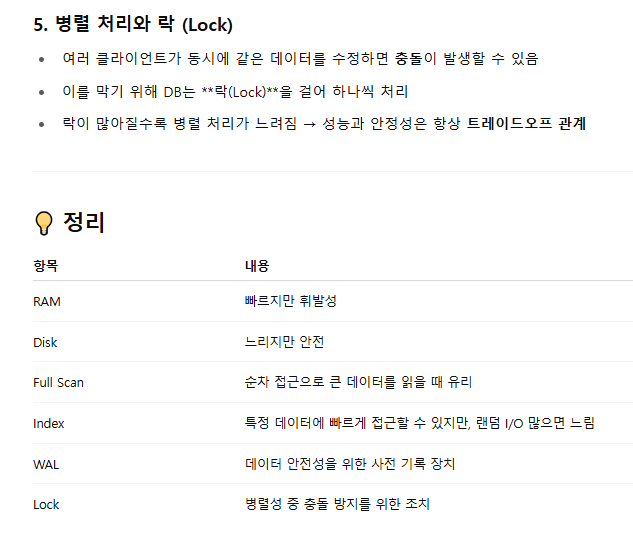 5. 병렬 처리와 락 (Lock)
여러 클라이언트가 동시에 같은 데이터를 수정하면 충돌이 발생할 수 있음
이를 막기 위해 DB는 **락(Lock)**을 걸어 하나씩 처리
락이 많아질수록 병렬 처리가 느려짐 → 성능과 안정성은 항상 트레이드오프 관계
💡 정리
항목 내용
RAM 빠르지만 휘발성
Disk 느리지만 안전
Full Scan 순차 접근으로 큰 데이터를 읽을 때 유리
Index 특정 데이터에 빠르게 접근할 수 있지만, 랜덤 I/O 많으면 느림
WAL 데이터 안전성을 위한 사전 기록 장치
Lock 병렬성 중 충돌 방지를 위한 조치